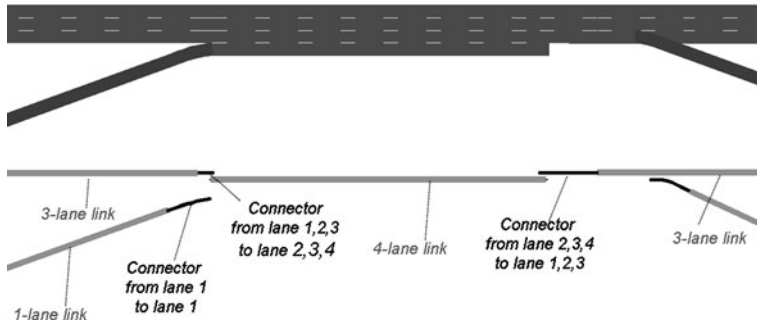 3-lane link
1-lane link
Connector
from lane 1
to lane 1
Connector
from lane 1,2,3
to lane 2,3,4
4-lane link
Connector
from lane 2,3,4
to lane 1,2,3
3-lane link